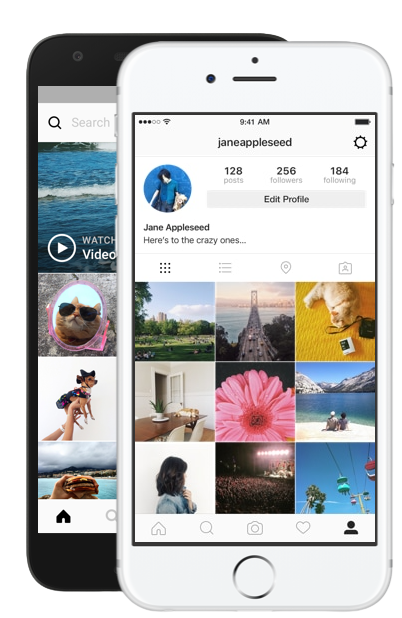 Search
WATCH
Video
9:41 AM
janeappleseed
128
posts
256
followers
184
following
Edit Profile
Jane Appleseed
Here's to the crazy ones...